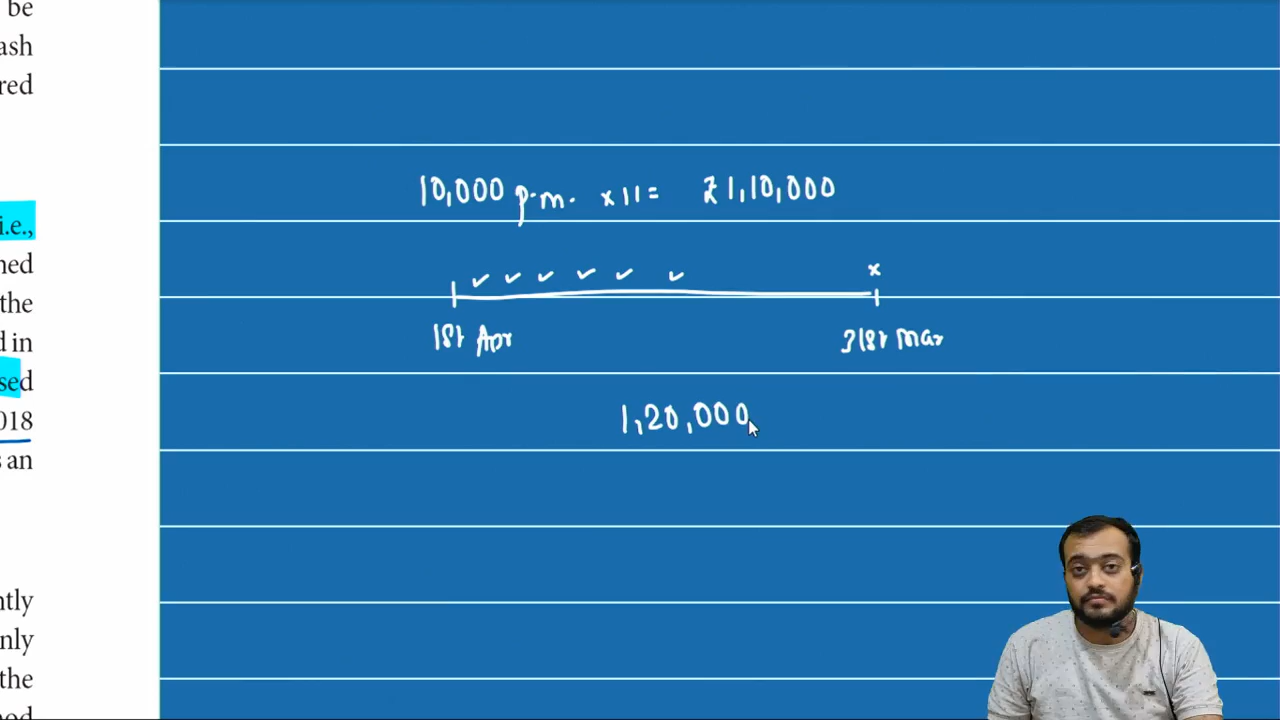 be
ash
red
i.e.,
ned
the
d in
sed
018
s an
ntly
nly
the
10,000 p.m. x 11 = ₹1,10,000
✓ ✓ ✓ ✓ ✓ ✓ x
1st Apr 31st Mar
1,20,000